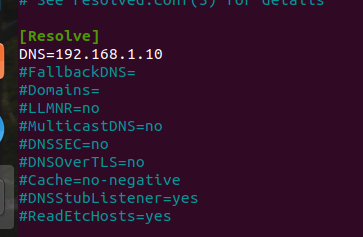 # See resolved.conf(5) for details
[Resolve]
DNS=192.168.1.10
#FallbackDNS=
#Domains=
#LLMNR=no
#MulticastDNS=no
#DNSSEC=no
#DNSOverTLS=no
#Cache=no-negative
#DNSStubListener=yes
#ReadEtcHosts=yes